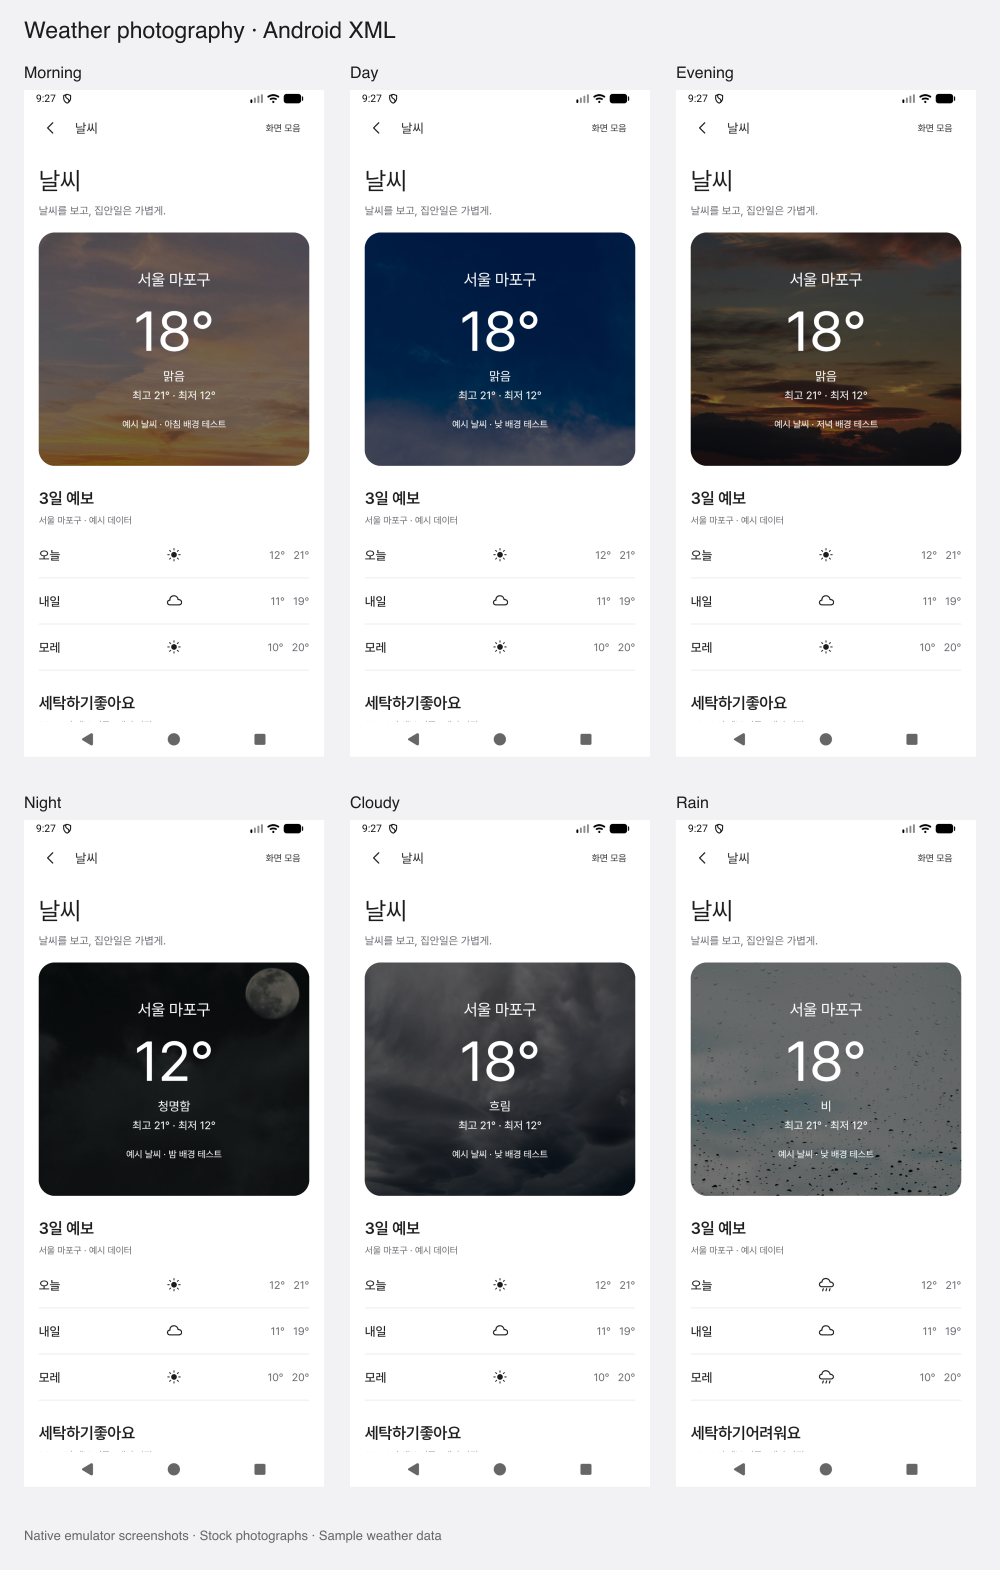 Weather photography · Android XML
Morning
9:27
날씨
화면 모음
날씨
날씨를 보고, 집안일은 가볍게.
서울 마포구
18°
맑음
최고 21° · 최저 12°
예시 날씨 · 아침 배경 테스트
3일 예보
서울 마포구 · 예시 데이터
오늘 12° 21°
내일 11° 19°
모레 10° 20°
세탁하기좋아요
Day
9:27
날씨
화면 모음
날씨
날씨를 보고, 집안일은 가볍게.
서울 마포구
18°
맑음
최고 21° · 최저 12°
예시 날씨 · 낮 배경 테스트
3일 예보
서울 마포구 · 예시 데이터
오늘 12° 21°
내일 11° 19°
모레 10° 20°
세탁하기좋아요
Evening
9:27
날씨
화면 모음
날씨
날씨를 보고, 집안일은 가볍게.
서울 마포구
18°
맑음
최고 21° · 최저 12°
예시 날씨 · 저녁 배경 테스트
3일 예보
서울 마포구 · 예시 데이터
오늘 12° 21°
내일 11° 19°
모레 10° 20°
세탁하기좋아요
Night
9:27
날씨
화면 모음
날씨
날씨를 보고, 집안일은 가볍게.
서울 마포구
12°
청명함
최고 21° · 최저 12°
예시 날씨 · 밤 배경 테스트
3일 예보
서울 마포구 · 예시 데이터
오늘 12° 21°
내일 11° 19°
모레 10° 20°
세탁하기좋아요
Cloudy
9:27
날씨
화면 모음
날씨
날씨를 보고, 집안일은 가볍게.
서울 마포구
18°
흐림
최고 21° · 최저 12°
예시 날씨 · 낮 배경 테스트
3일 예보
서울 마포구 · 예시 데이터
오늘 12° 21°
내일 11° 19°
모레 10° 20°
세탁하기좋아요
Rain
9:27
날씨
화면 모음
날씨
날씨를 보고, 집안일은 가볍게.
서울 마포구
18°
비
최고 21° · 최저 12°
예시 날씨 · 낮 배경 테스트
3일 예보
서울 마포구 · 예시 데이터
오늘 12° 21°
내일 11° 19°
모레 10° 20°
세탁하기어려워요
Native emulator screenshots · Stock photographs · Sample weather data